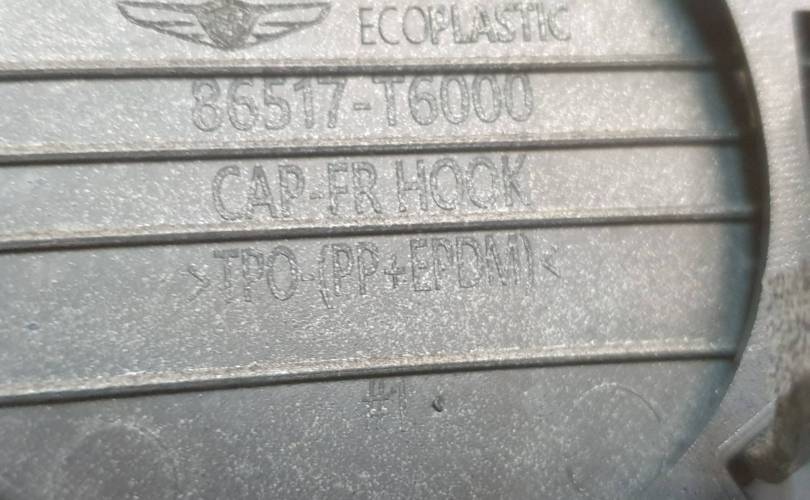 ECOPLASTIC
86517-T6000
CAP-FR HOOK
>TPO-(PP+EPDM)<
#1